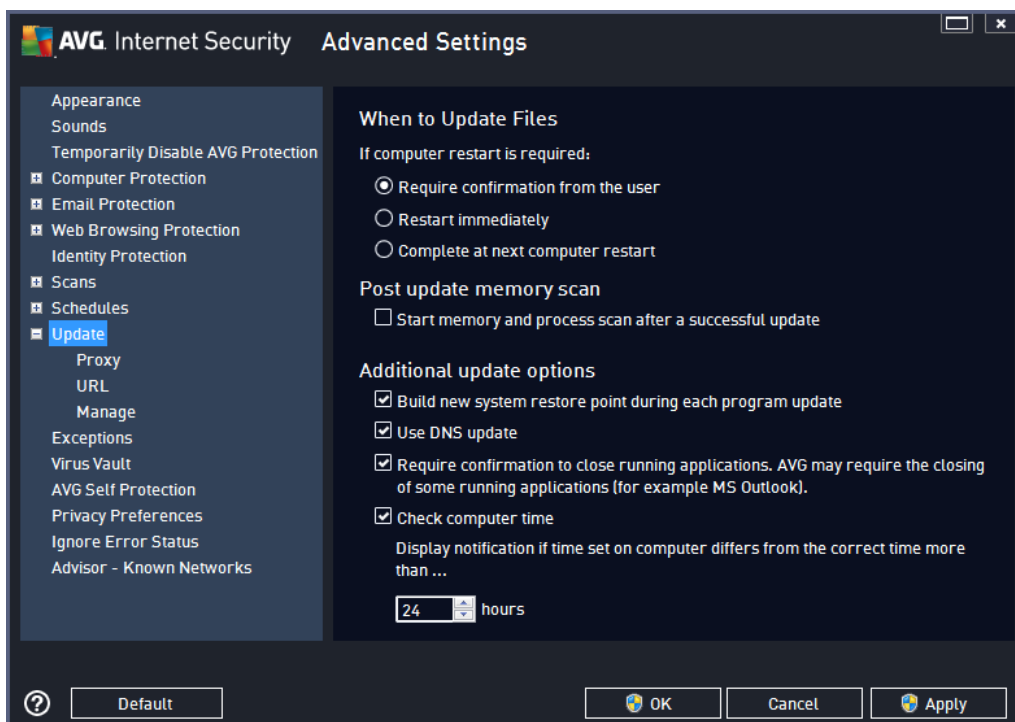 AVG. Internet Security Advanced Settings
Appearance
Sounds
Temporarily Disable AVG Protection
Computer Protection
Email Protection
Web Browsing Protection
Identity Protection
Scans
Schedules
Update
Proxy
URL
Manage
Exceptions
Virus Vault
AVG Self Protection
Privacy Preferences
Ignore Error Status
Advisor - Known Networks
When to Update Files
If computer restart is required:
Require confirmation from the user
Restart immediately
Complete at next computer restart
Post update memory scan
Start memory and process scan after a successful update
Additional update options
Build new system restore point during each program update
Use DNS update
Require confirmation to close running applications. AVG may require the closing
of some running applications (for example MS Outlook).
Check computer time
Display notification if time set on computer differs from the correct time more
than ...
24 hours
? Default OK Cancel Apply